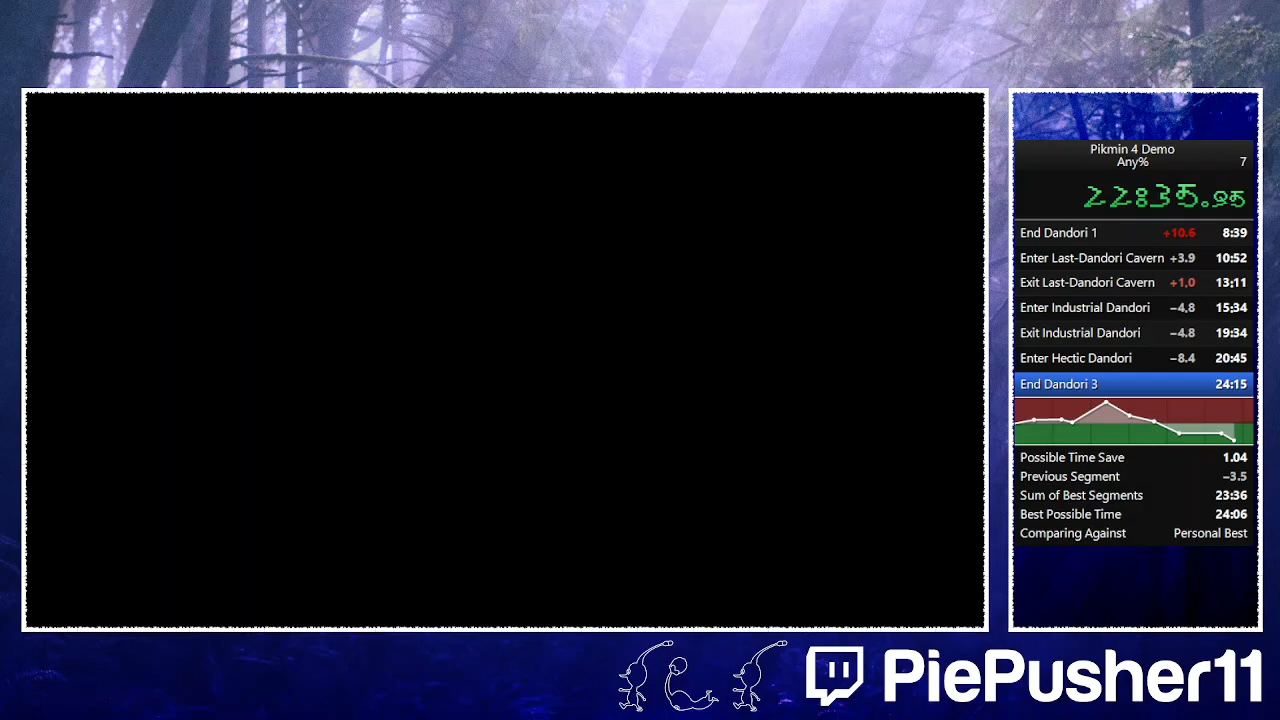 Pikmin 4 Demo
Any% 7
22835.95
End Dandori 1 +10.6 8:39
Enter Last-Dandori Cavern +3.9 10:52
Exit Last-Dandori Cavern +1.0 13:11
Enter Industrial Dandori −4.8 15:34
Exit Industrial Dandori −4.8 19:34
Enter Hectic Dandori −8.4 20:45
End Dandori 3 24:15
Possible Time Save 1.04
Previous Segment −3.5
Sum of Best Segments 23:36
Best Possible Time 24:06
Comparing Against Personal Best
PiePusher11